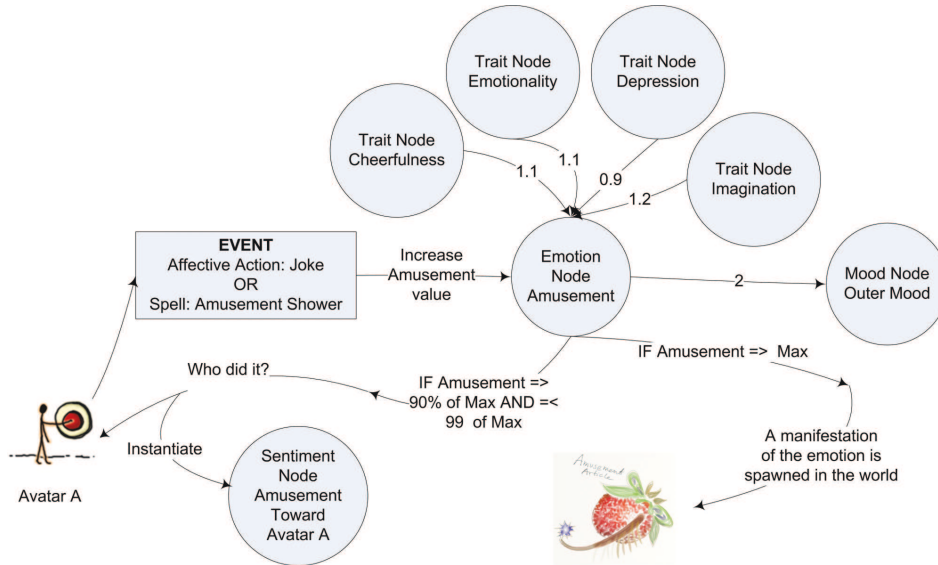 Trait Node
Emotionality
Trait Node
Depression
Trait Node
Cheerfulness
Trait Node
Imagination
1.1
1.1
0.9
1.2
EVENT
Affective Action: Joke
OR
Spell: Amusement Shower
Increase
Amusement
value
Emotion
Node
Amusement
2
Mood Node
Outer Mood
IF Amusement => Max
Who did it?
IF Amusement =>
90% of Max AND =<
99 of Max
Instantiate
Avatar A
Sentiment
Node
Amusement
Toward
Avatar A
A manifestation
of the emotion is
spawned in the world
Amusement
Article